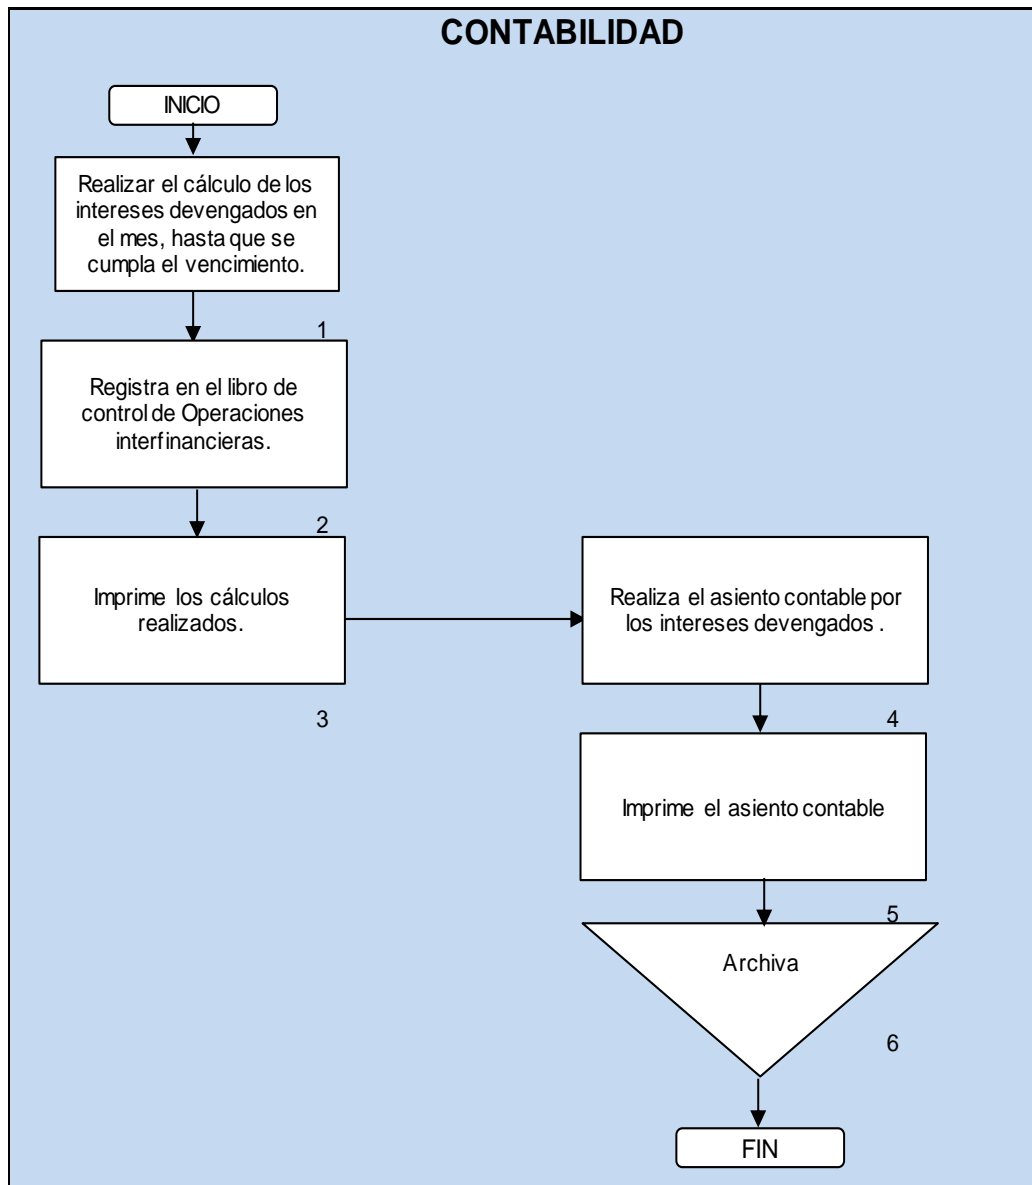 CONTABILIDAD
INICIO
Realizar el cálculo de los
intereses devengados en
el mes, hasta que se
cumpla el vencimiento.
1
Registra en el libro de
control de Operaciones
interfinancieras.
2
Imprime los cálculos
realizados.
3
Realiza el asiento contable por
los intereses devengados .
4
Imprime el asiento contable
5
Archiva
6
FIN